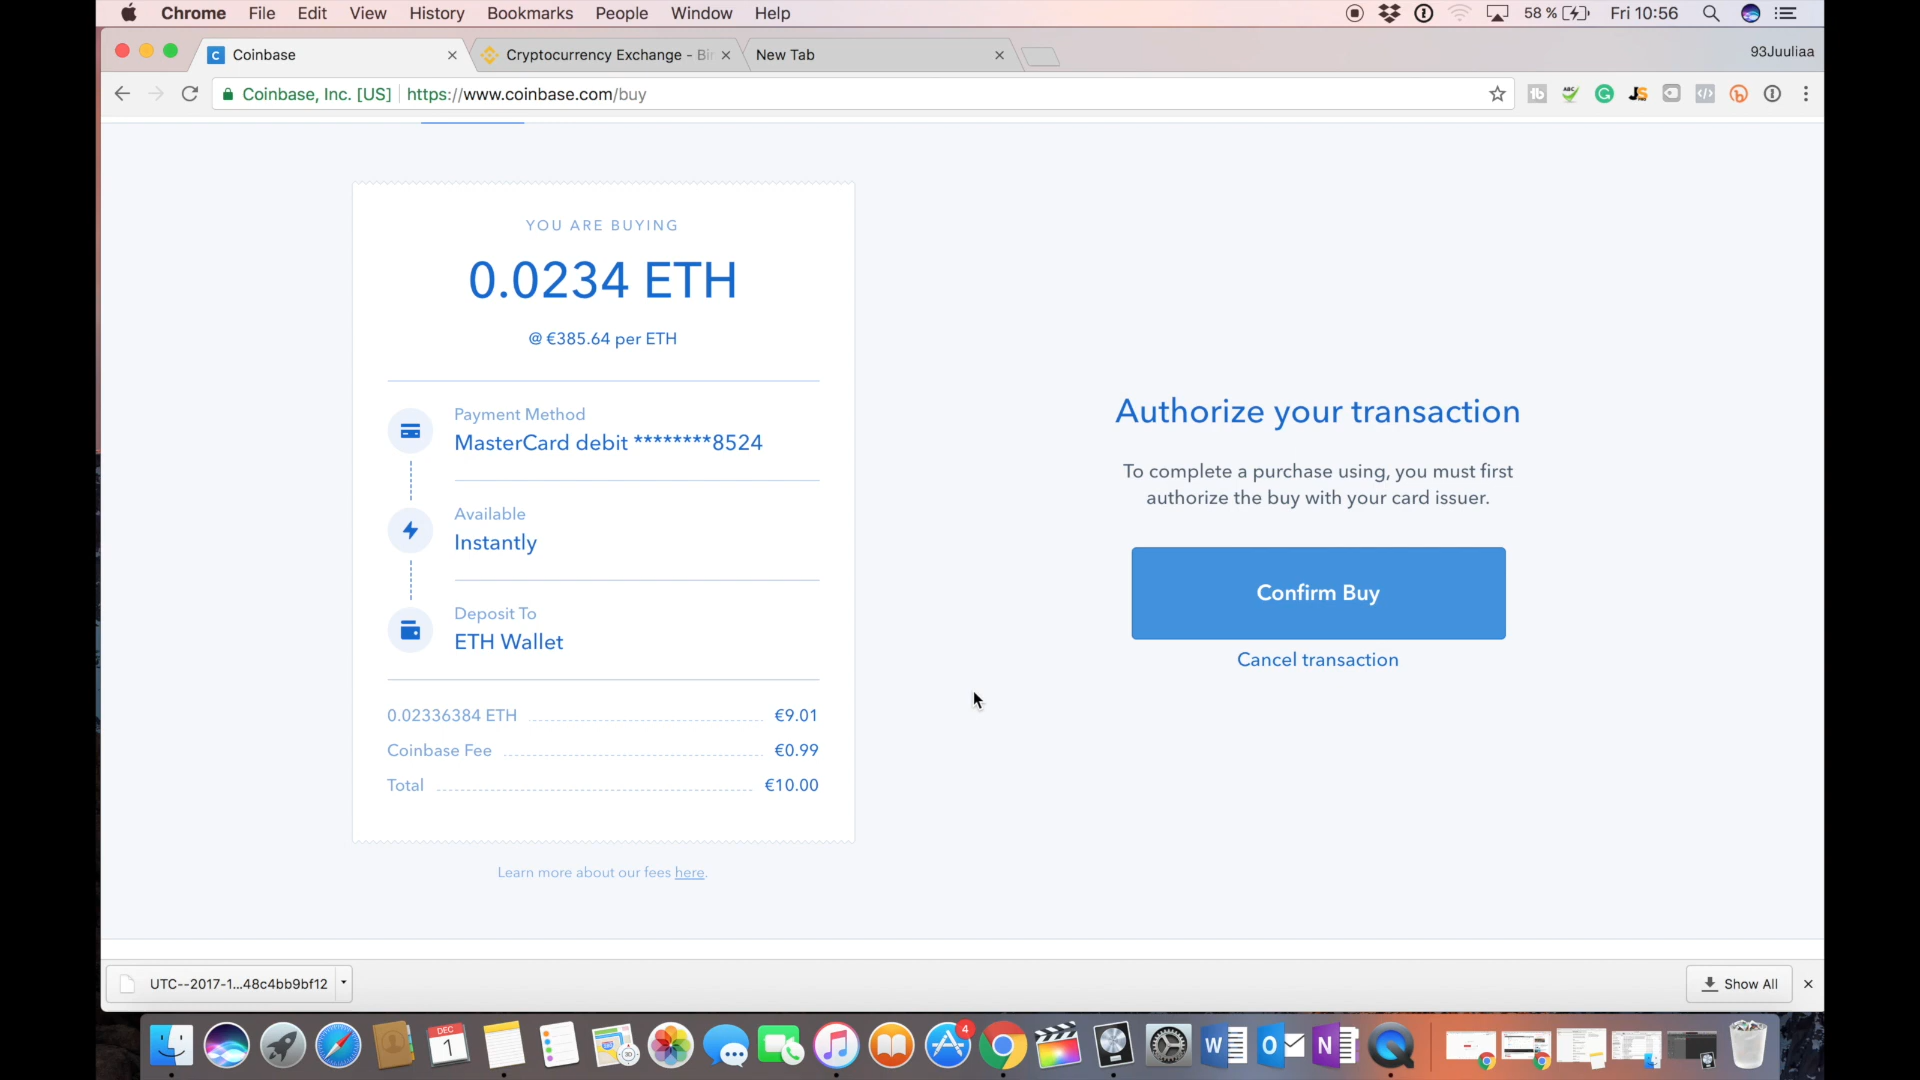 Chrome File Edit View History Bookmarks People Window Help
58 % Fri 10:56
Coinbase
Cryptocurrency Exchange - Bi
New Tab
93Juuliaa
Coinbase, Inc. [US] https://www.coinbase.com/buy
YOU ARE BUYING
0.0234 ETH
@ €385.64 per ETH
Payment Method
MasterCard debit ********8524
Available
Instantly
Deposit To
ETH Wallet
0.02336384 ETH €9.01
Coinbase Fee €0.99
Total €10.00
Learn more about our fees here.
Authorize your transaction
To complete a purchase using, you must first
authorize the buy with your card issuer.
Confirm Buy
Cancel transaction
UTC--2017-1...48c4bb9bf12
Show All
DEC
1
4